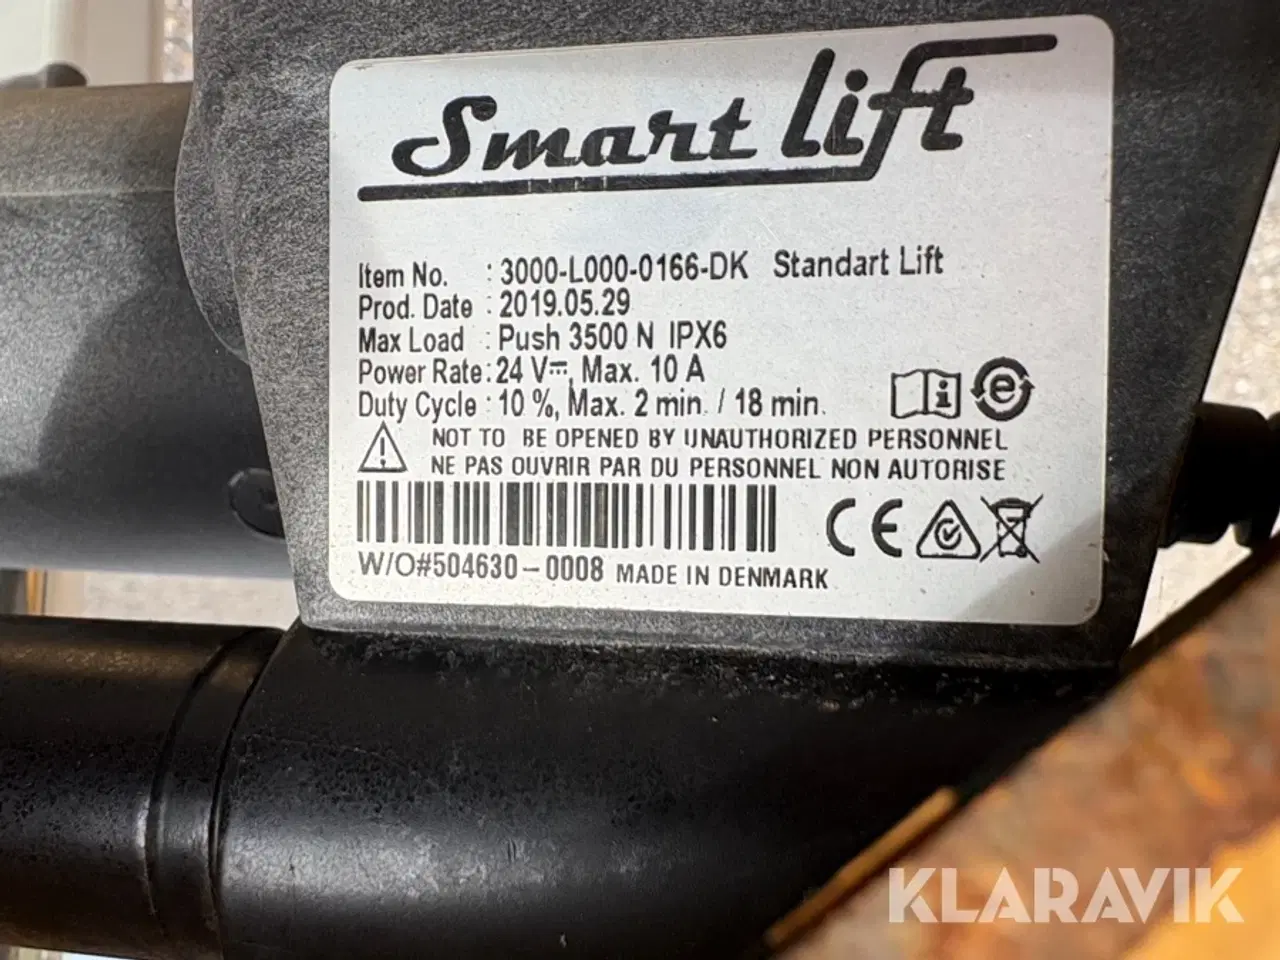 Smart lift
Item No. : 3000-L000-0166-DK Standart Lift
Prod. Date : 2019.05.29
Max Load : Push 3500 N IPX6
Power Rate: 24 V⎓, Max. 10 A
Duty Cycle : 10 %, Max. 2 min. / 18 min.
NOT TO BE OPENED BY UNAUTHORIZED PERSONNEL
NE PAS OUVRIR PAR DU PERSONNEL NON AUTORISE
CE
W/O#504630-0008 MADE IN DENMARK
KLARAVIK